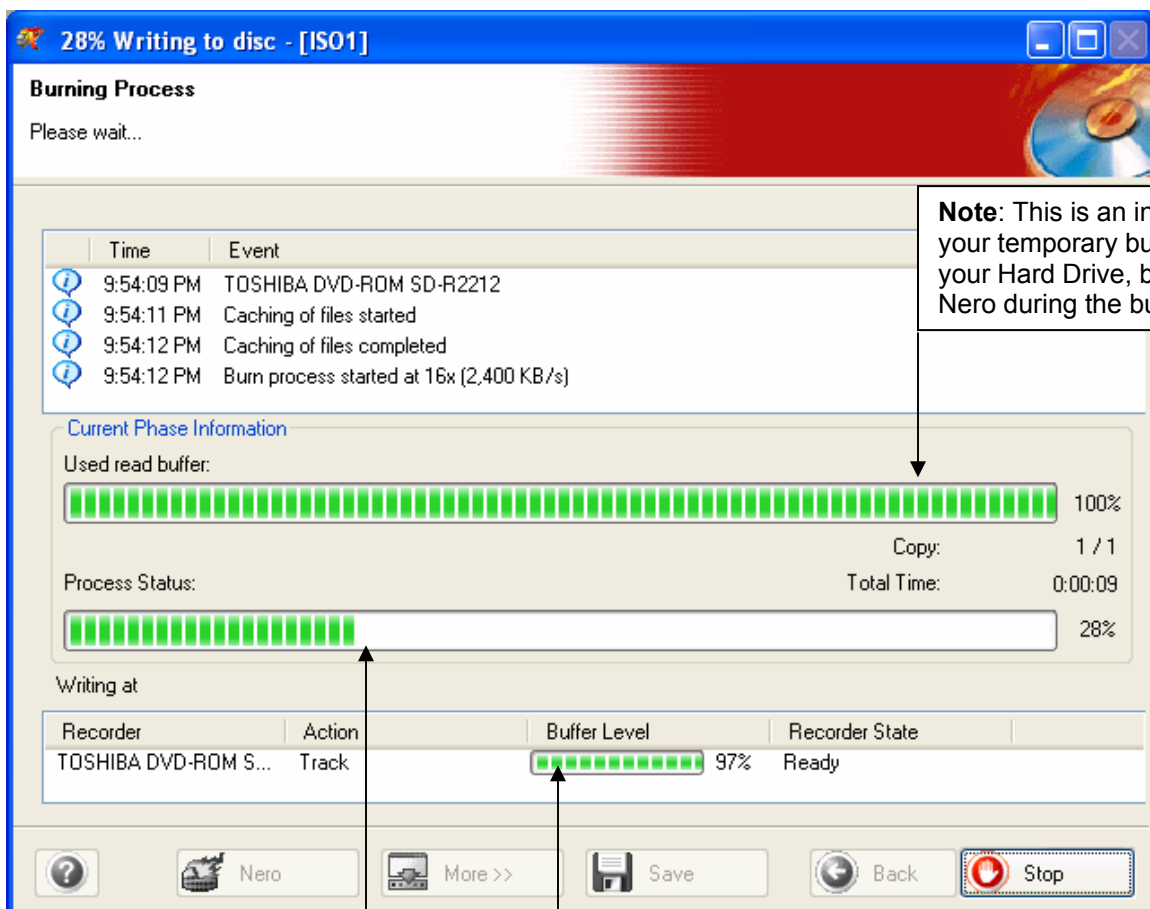 28% Writing to disc - [ISO1]
Burning Process
Please wait...
Note: This is an
your temporary
your Hard Drive,
Nero during the
Time Event
9:54:09 PM TOSHIBA DVD-ROM SD-R2212
9:54:11 PM Caching of files started
9:54:12 PM Caching of files completed
9:54:12 PM Burn process started at 16x (2,400 KB/s)
Current Phase Information
Used read buffer:
100%
Copy: 1 / 1
Process Status: Total Time: 0:00:09
28%
Writing at
Recorder Action Buffer Level Recorder State
TOSHIBA DVD-ROM S... Track 97% Ready
Nero More >> Save Back Stop